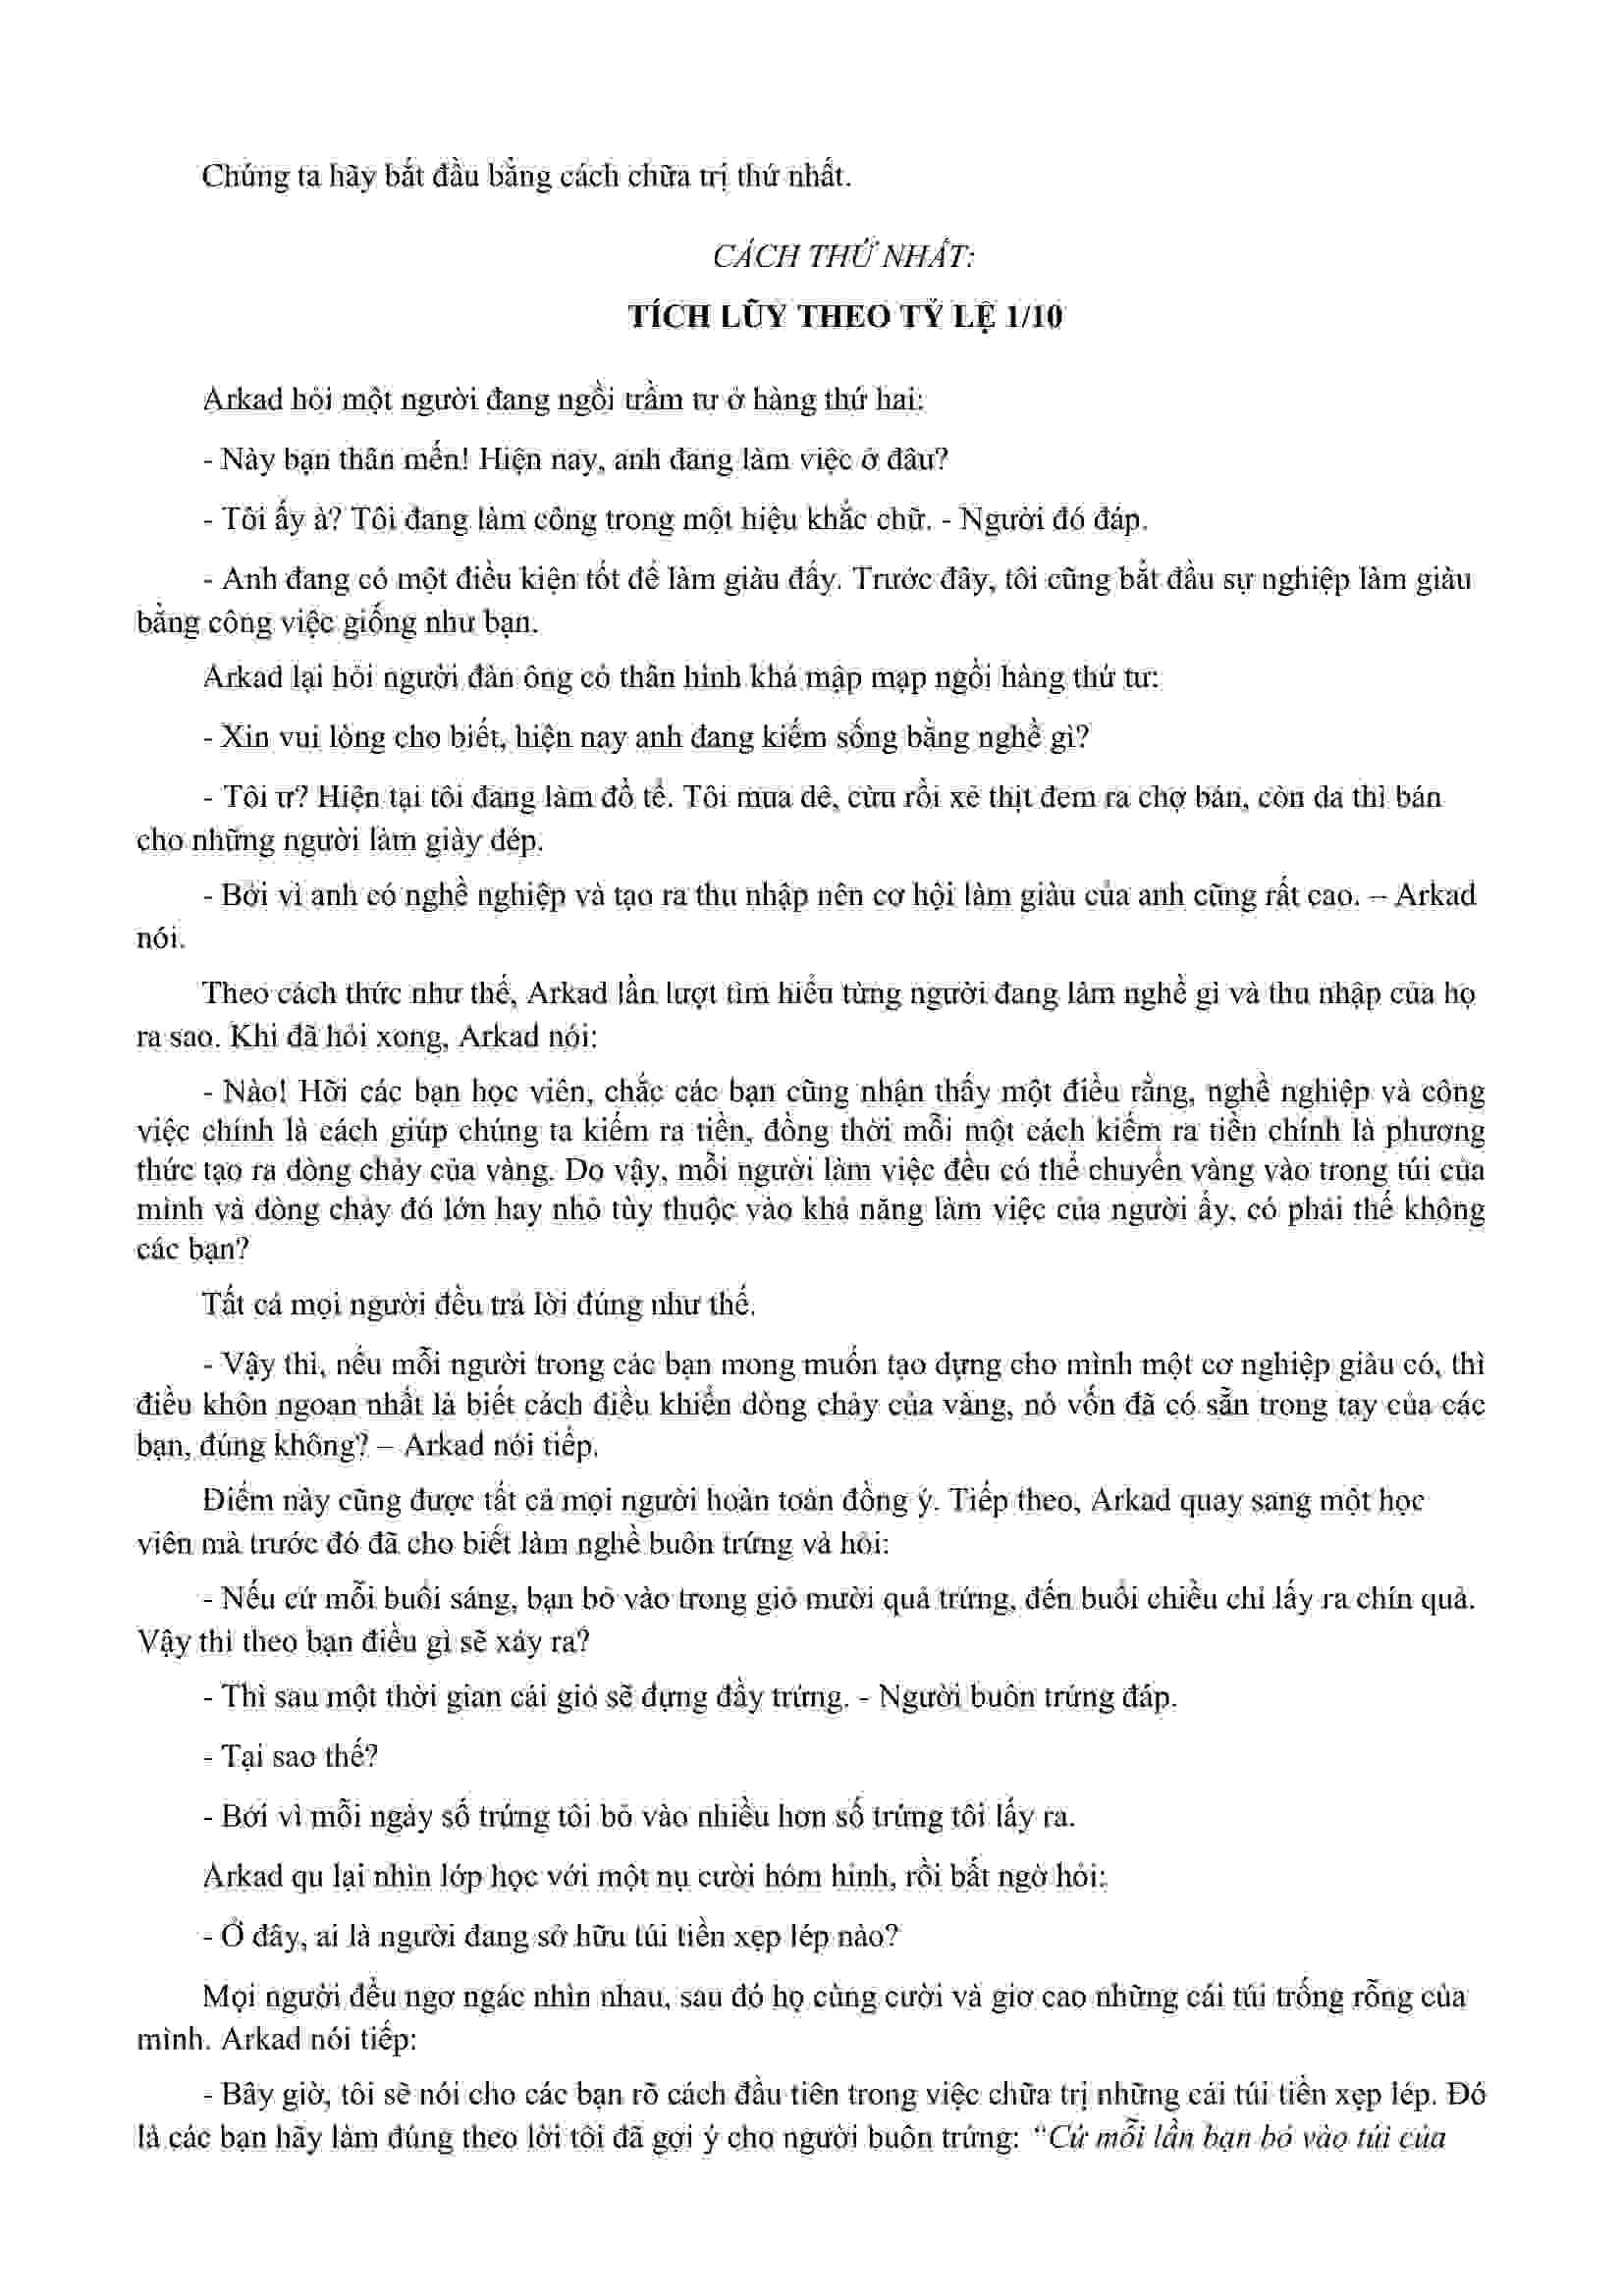 Chúng ta hãy bắt đầu bằng cách chữa trị thứ nhất.
CÁCH THỨ NHẤT:
TÍCH LŨY THEO TỶ LỆ 1/10
Arkad hỏi một người đang ngồi trầm tư ở hàng thứ hai:
- Này bạn thân mến! Hiện nay, anh đang làm việc ở đâu?
- Tôi ấy à? Tôi đang làm công trong một hiệu khắc chữ. - Người đó đáp.
- Anh đang có một điều kiện tốt để làm giàu đấy. Trước đây, tôi cũng bắt đầu sự nghiệp làm giàu
bằng công việc giống như bạn.
Arkad lại hỏi người đàn ông có thân hình khá mập mạp ngồi hàng thứ tư:
- Xin vui lòng cho biết, hiện nay anh đang kiếm sống bằng nghề gì?
- Tôi ư? Hiện tại tôi đang làm đồ tể. Tôi mua dê, cừu rồi xẻ thịt đem ra chợ bán, còn da thì bán
cho những người làm giày dép.
- Bởi vì anh có nghề nghiệp và tạo ra thu nhập nên cơ hội làm giàu của anh cũng rất cao. – Arkad
nói.
Theo cách thức như thế, Arkad lần lượt tìm hiểu từng người đang làm nghề gì và thu nhập của họ
ra sao. Khi đã hỏi xong, Arkad nói:
- Nào! Hỡi các bạn học viên, chắc các bạn cũng nhận thấy một điều rằng, nghề nghiệp và công
việc chính là cách giúp chúng ta kiếm ra tiền, đồng thời mỗi một cách kiếm ra tiền chính là phương
thức tạo ra dòng chảy của vàng. Do vậy, mỗi người làm việc đều có thể chuyển vàng vào trong túi của
mình và dòng chảy đó lớn hay nhỏ tùy thuộc vào khả năng làm việc của người ấy, có phải thế không
các bạn?
Tất cả mọi người đều trả lời đúng như thế.
- Vậy thì, nếu mỗi người trong các bạn mong muốn tạo dựng cho mình một cơ nghiệp giàu có, thì
điều khôn ngoan nhất là biết cách điều khiển dòng chảy của vàng, nó vốn đã có sẵn trong tay của các
bạn, đúng không? – Arkad nói tiếp.
Điểm này cũng được tất cả mọi người hoàn toàn đồng ý. Tiếp theo, Arkad quay sang một học
viên mà trước đó đã cho biết làm nghề buôn trứng và hỏi:
- Nếu cứ mỗi buổi sáng, bạn bỏ vào trong giỏ mười quả trứng, đến buổi chiều chỉ lấy ra chín quả.
Vậy thì theo bạn điều gì sẽ xảy ra?
- Thì sau một thời gian cái giỏ sẽ đựng đầy trứng. - Người buôn trứng đáp.
- Tại sao thế?
- Bởi vì mỗi ngày số trứng tôi bỏ vào nhiều hơn số trứng tôi lấy ra.
Arkad qu lại nhìn lớp học với một nụ cười hóm hỉnh, rồi bất ngờ hỏi:
- Ở đây, ai là người đang sở hữu túi tiền xẹp lép nào?
Mọi người đều ngơ ngác nhìn nhau, sau đó họ cùng cười và giơ cao những cái túi trống rỗng của
mình. Arkad nói tiếp:
- Bây giờ, tôi sẽ nói cho các bạn rõ cách đầu tiên trong việc chữa trị những cái túi tiền xẹp lép. Đó
là các bạn hãy làm đúng theo lời tôi đã gợi ý cho người buôn trứng: “Cứ mỗi lần bạn bỏ vào túi của